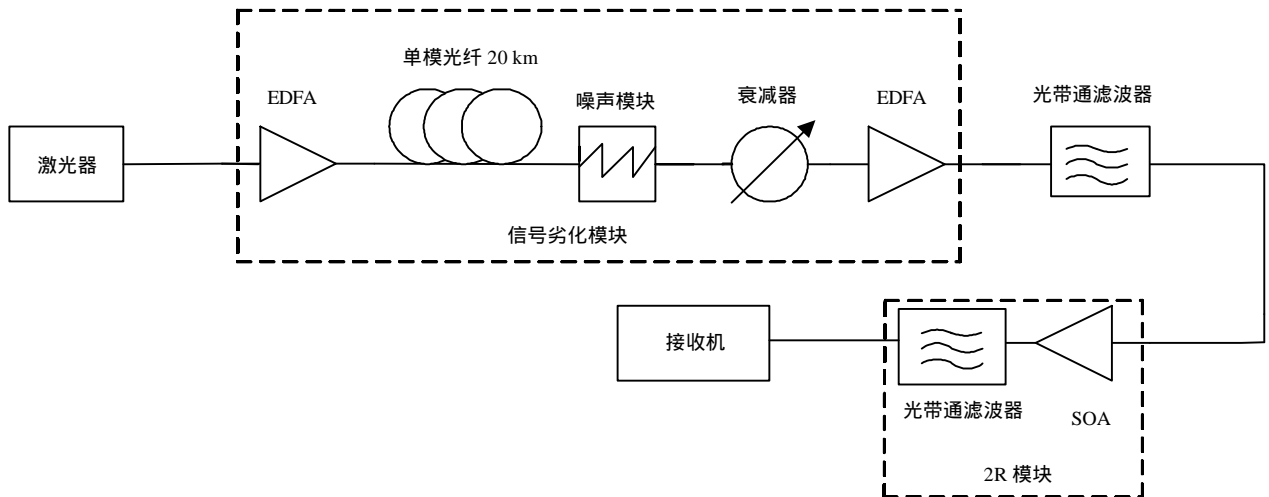 单模光纤 20 km
EDFA
噪声模块
衰减器
EDFA
光带通滤波器
激光器
信号劣化模块
接收机
光带通滤波器
SOA
2R 模块